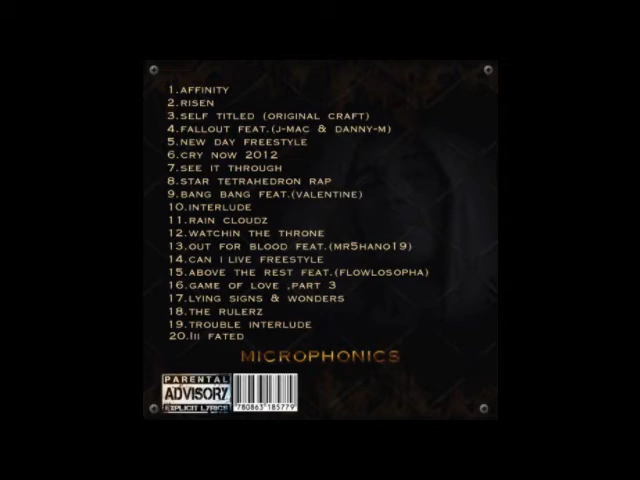 1.AFFINITY
2.RISEN
3.SELF TITLED (ORIGINAL CRAFT)
4.FALLOUT FEAT.(J-MAC & DANNY-M)
5.NEW DAY FREESTYLE
6.CRY NOW 2012
7.SEE IT THROUGH
8.STAR TETRAHEDRON RAP
9.BANG BANG FEAT.(VALENTINE)
10.INTERLUDE
11.RAIN CLOUDZ
12.WATCHIN THE THRONE
13.OUT FOR BLOOD FEAT.(MR5HANO19)
14.CAN I LIVE FREESTYLE
15.ABOVE THE REST FEAT.(FLOWLOSOPHA)
16.GAME OF LOVE ,PART 3
17.LYING SIGNS & WONDERS
18.THE RULERZ
19.TROUBLE INTERLUDE
20.Ill FATED
MICROPHONICS
PARENTAL
ADVISORY
EXPLICIT LYRICS
780863 185779